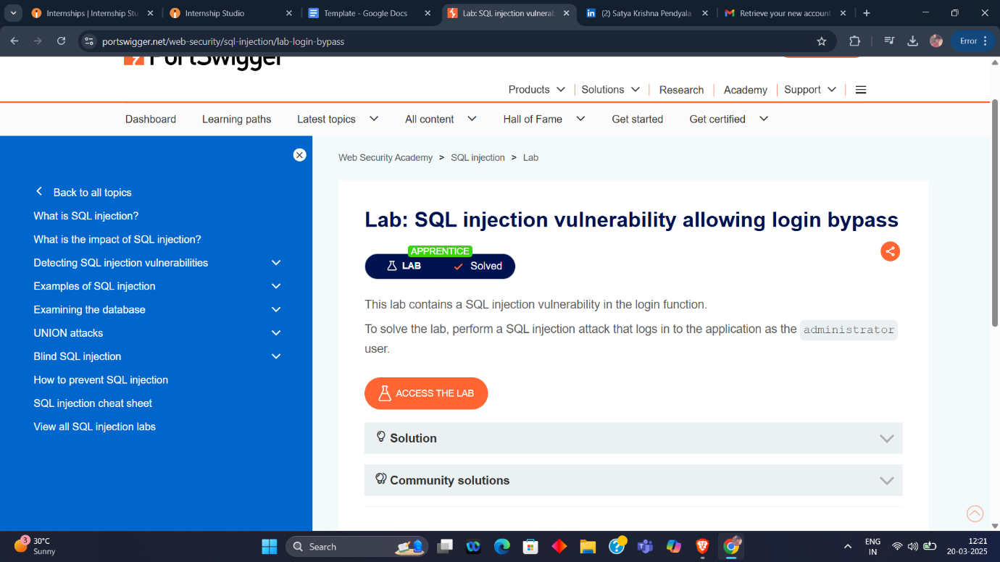 Internships | Internship Stu
Internship Studio
Template - Google Docs
Lab: SQL injection vulnerab
in (2) Satya Krishna Pendyala
Retrieve your new account
portswigger.net/web-security/sql-injection/lab-login-bypass
Error
PortSwigger
Products Solutions Research Academy Support
Dashboard Learning paths Latest topics All content Hall of Fame Get started Get certified
Back to all topics
What is SQL injection?
What is the impact of SQL injection?
Detecting SQL injection vulnerabilities
Examples of SQL injection
Examining the database
UNION attacks
Blind SQL injection
How to prevent SQL injection
SQL injection cheat sheet
View all SQL injection labs
Web Security Academy > SQL injection > Lab
Lab: SQL injection vulnerability allowing login bypass
APPRENTICE
LAB Solved
This lab contains a SQL injection vulnerability in the login function.
To solve the lab, perform a SQL injection attack that logs in to the application as the administrator
user.
ACCESS THE LAB
Solution
Community solutions
3
30°C
Sunny
Search
ENG
IN
12:21
20-03-2025